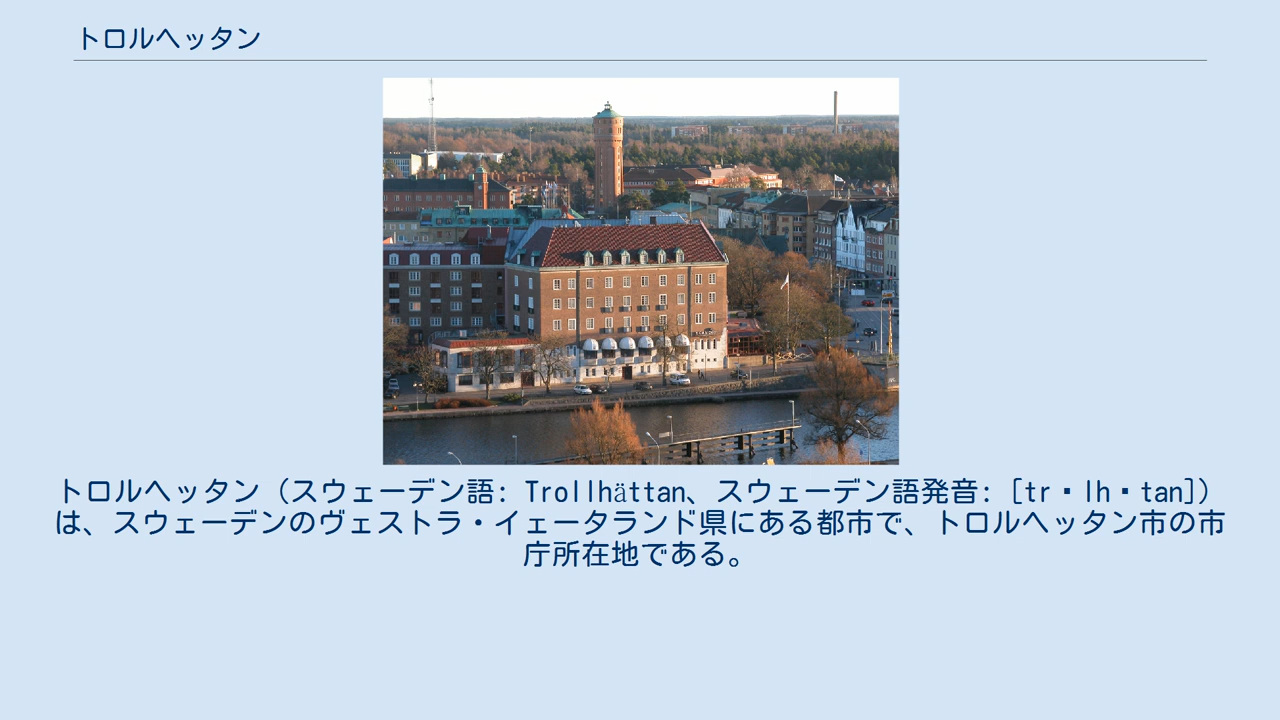 トロルヘッタン
トロルヘッタン（スウェーデン語: Trollhättan、スウェーデン語発音: [tr▪lh▪tan]）
は、スウェーデンのヴェストラ・イェータランド県にある都市で、トロルヘッタン市の市
庁所在地である。